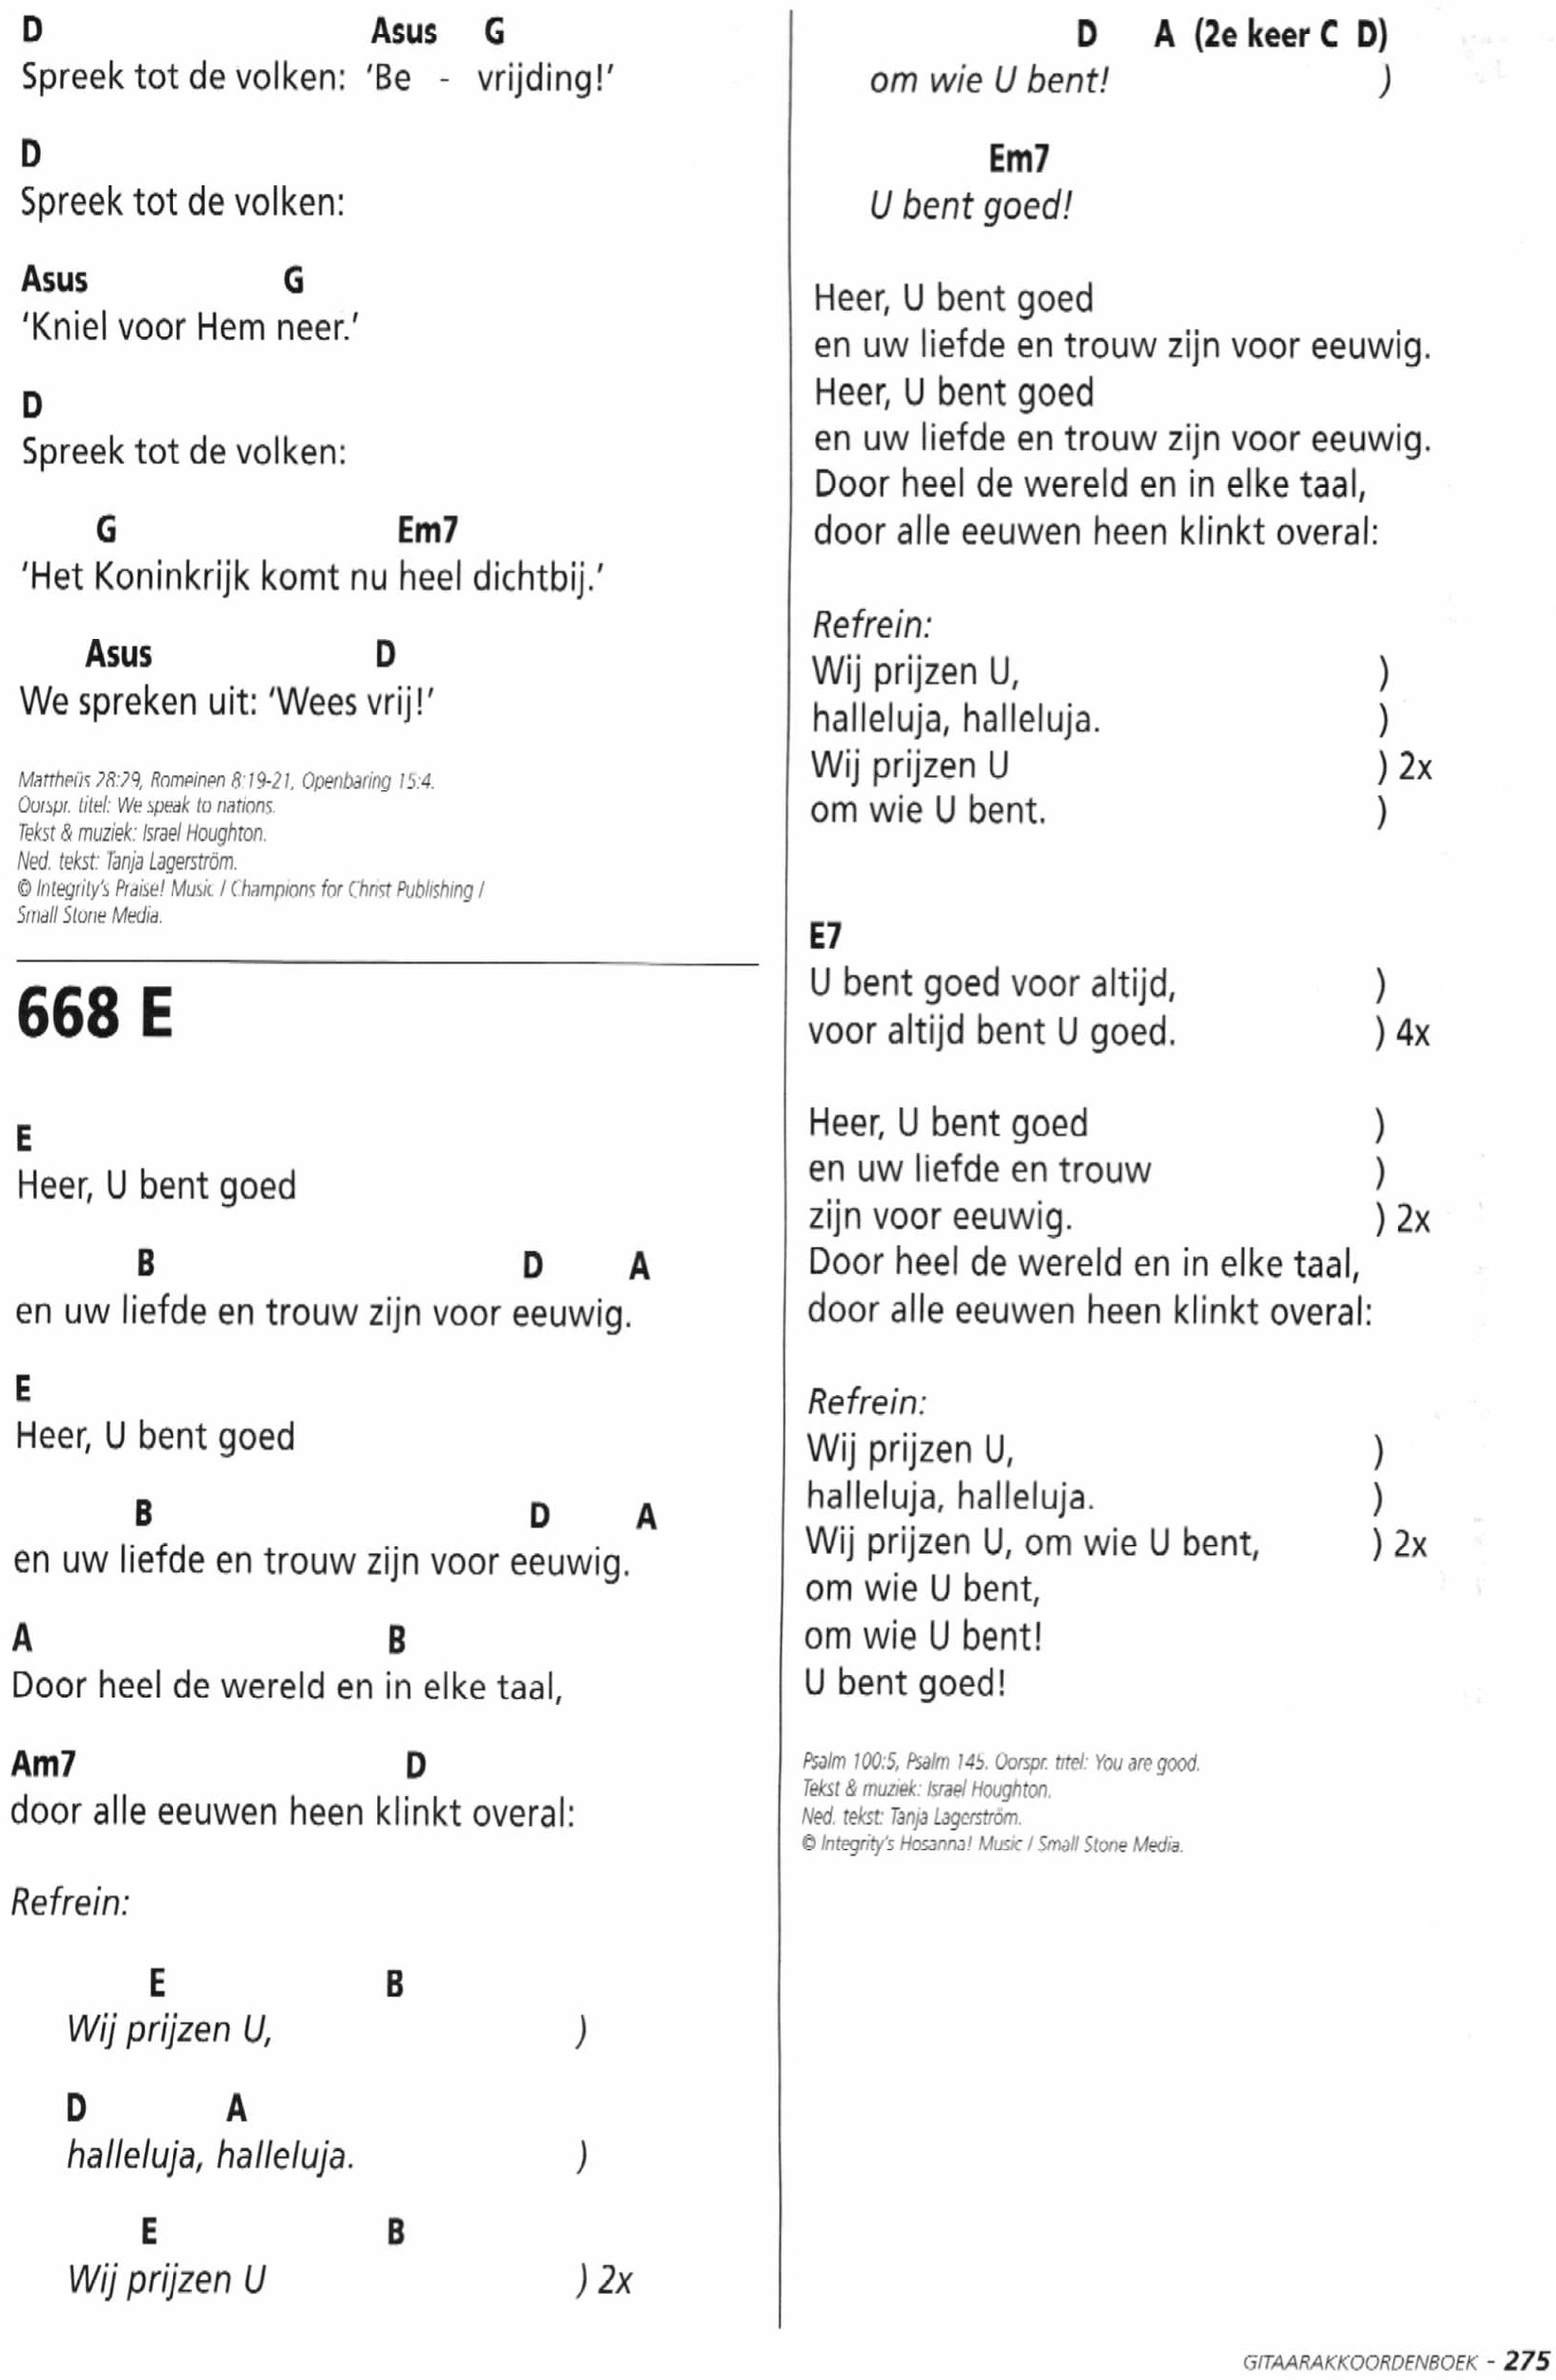 D Asus G
Spreek tot de volken: ‘Be - vrijding!’
D
Spreek tot de volken:
Asus G
‘Kniel voor Hem neer.’
D
Spreek tot de volken:
G Em7
‘Het Koninkrijk komt nu heel dichtbij.’
Asus D
We spreken uit: ‘Wees vrij!’
Mattheüs 28:29, Romeinen 8:19-21, Openbaring 15:4.
Oorspr. titel: We speak to nations.
Tekst & muziek: Israel Houghton.
Ned. tekst: Tanja Lagerström.
© Integrity's Praise! Music / Champions for Christ Publishing /
Small Stone Media.
668 E
E
Heer, U bent goed
B D A
en uw liefde en trouw zijn voor eeuwig.
E
Heer, U bent goed
B D A
en uw liefde en trouw zijn voor eeuwig.
A B
Door heel de wereld en in elke taal,
Am7 D
door alle eeuwen heen klinkt overal:
Refrein:
E B
Wij prijzen U, )
D A
halleluja, halleluja. )
E B
Wij prijzen U ) 2x
D A (2e keer C D)
om wie U bent! )
Em7
U bent goed!
Heer, U bent goed
en uw liefde en trouw zijn voor eeuwig.
Heer, U bent goed
en uw liefde en trouw zijn voor eeuwig.
Door heel de wereld en in elke taal,
door alle eeuwen heen klinkt overal:
Refrein:
Wij prijzen U, )
halleluja, halleluja. )
Wij prijzen U ) 2x
om wie U bent. )
E7
U bent goed voor altijd, )
voor altijd bent U goed. ) 4x
Heer, U bent goed )
en uw liefde en trouw )
zijn voor eeuwig. ) 2x
Door heel de wereld en in elke taal,
door alle eeuwen heen klinkt overal:
Refrein:
Wij prijzen U, )
halleluja, halleluja. )
Wij prijzen U, om wie U bent, ) 2x
om wie U bent,
om wie U bent!
U bent goed!
Psalm 100:5, Psalm 145. Oorspr. titel: You are good.
Tekst & muziek: Israel Houghton.
Ned. tekst: Tanja Lagerström.
© Integrity's Hosanna! Music / Small Stone Media.
GITAARAKKOORDENBOEK - 275